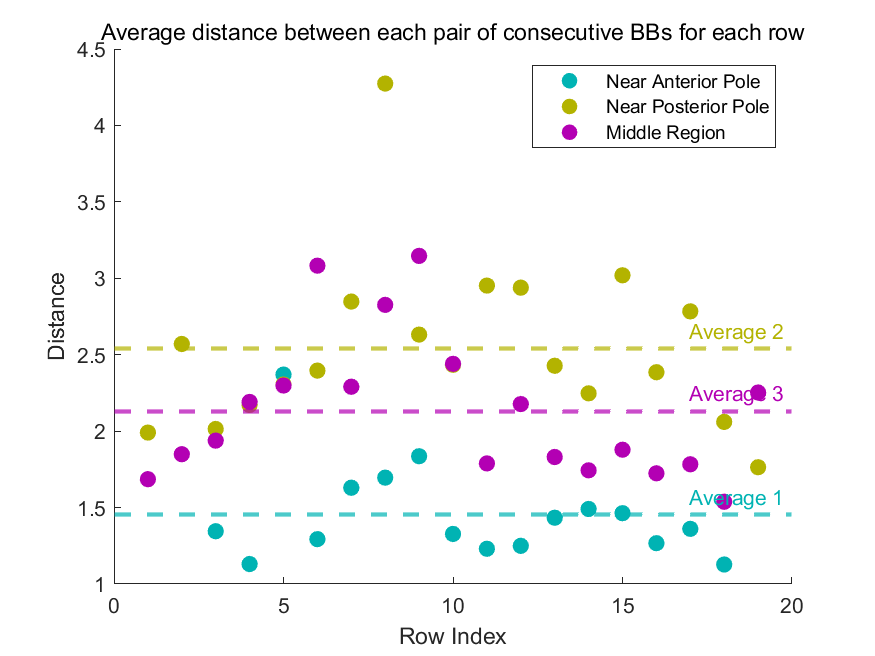 Average distance between each pair of consecutive BBs for each row
4.5
4
3.5
3
2.5
2
1.5
1
Distance
Near Anterior Pole
Near Posterior Pole
Middle Region
Average 2
Average 3
Average 1
0 5 10 15 20
Row Index